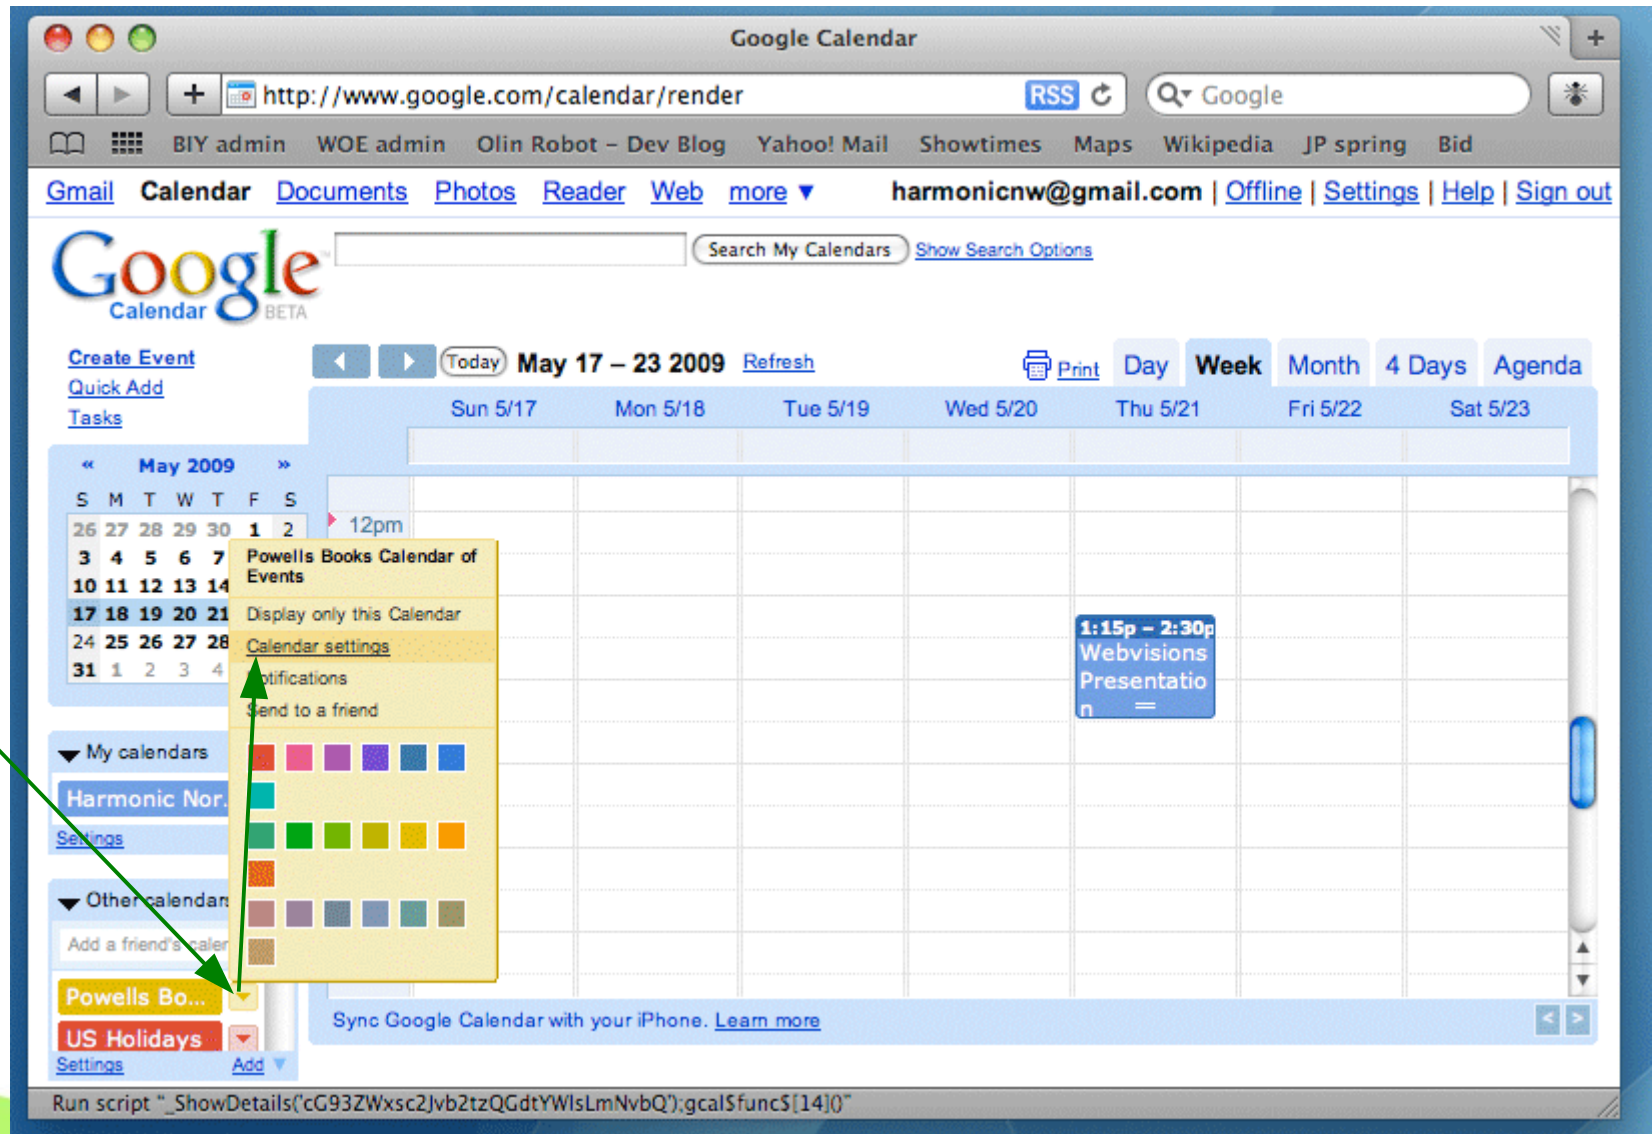 Google Calendar
http://www.google.com/calendar/render RSS Google
BIY admin WOE admin Olin Robot – Dev Blog Yahoo! Mail Showtimes Maps Wikipedia JP spring Bid
Gmail Calendar Documents Photos Reader Web more ▼ harmonicnw@gmail.com | Offline | Settings | Help | Sign out
Google Calendar BETA
Search My Calendars Show Search Options
Create Event
Quick Add
Tasks
Today May 17 – 23 2009 Refresh Print Day Week Month 4 Days Agenda
Sun 5/17 Mon 5/18 Tue 5/19 Wed 5/20 Thu 5/21 Fri 5/22 Sat 5/23
« May 2009 »
S M T W T F S
26 27 28 29 30 1 2
3 4 5 6 7
10 11 12 13 14
17 18 19 20 21
24 25 26 27 28
31 1 2 3 4
12pm
Powells Books Calendar of
Events
Display only this Calendar
Calendar settings
Notifications
Send to a friend
1:15p – 2:30p
Webvisions
Presentatio
n
My calendars
Harmonic Nor.
Settings
Other calendars
Add a friend's calen
Powells Bo...
US Holidays
Settings Add ▼
Sync Google Calendar with your iPhone. Learn more
< >
Run script "_ShowDetails('cG93ZWxsc2Jvb2tzQGdtYWlsLmNvbQ');gcal$func$[14]()"